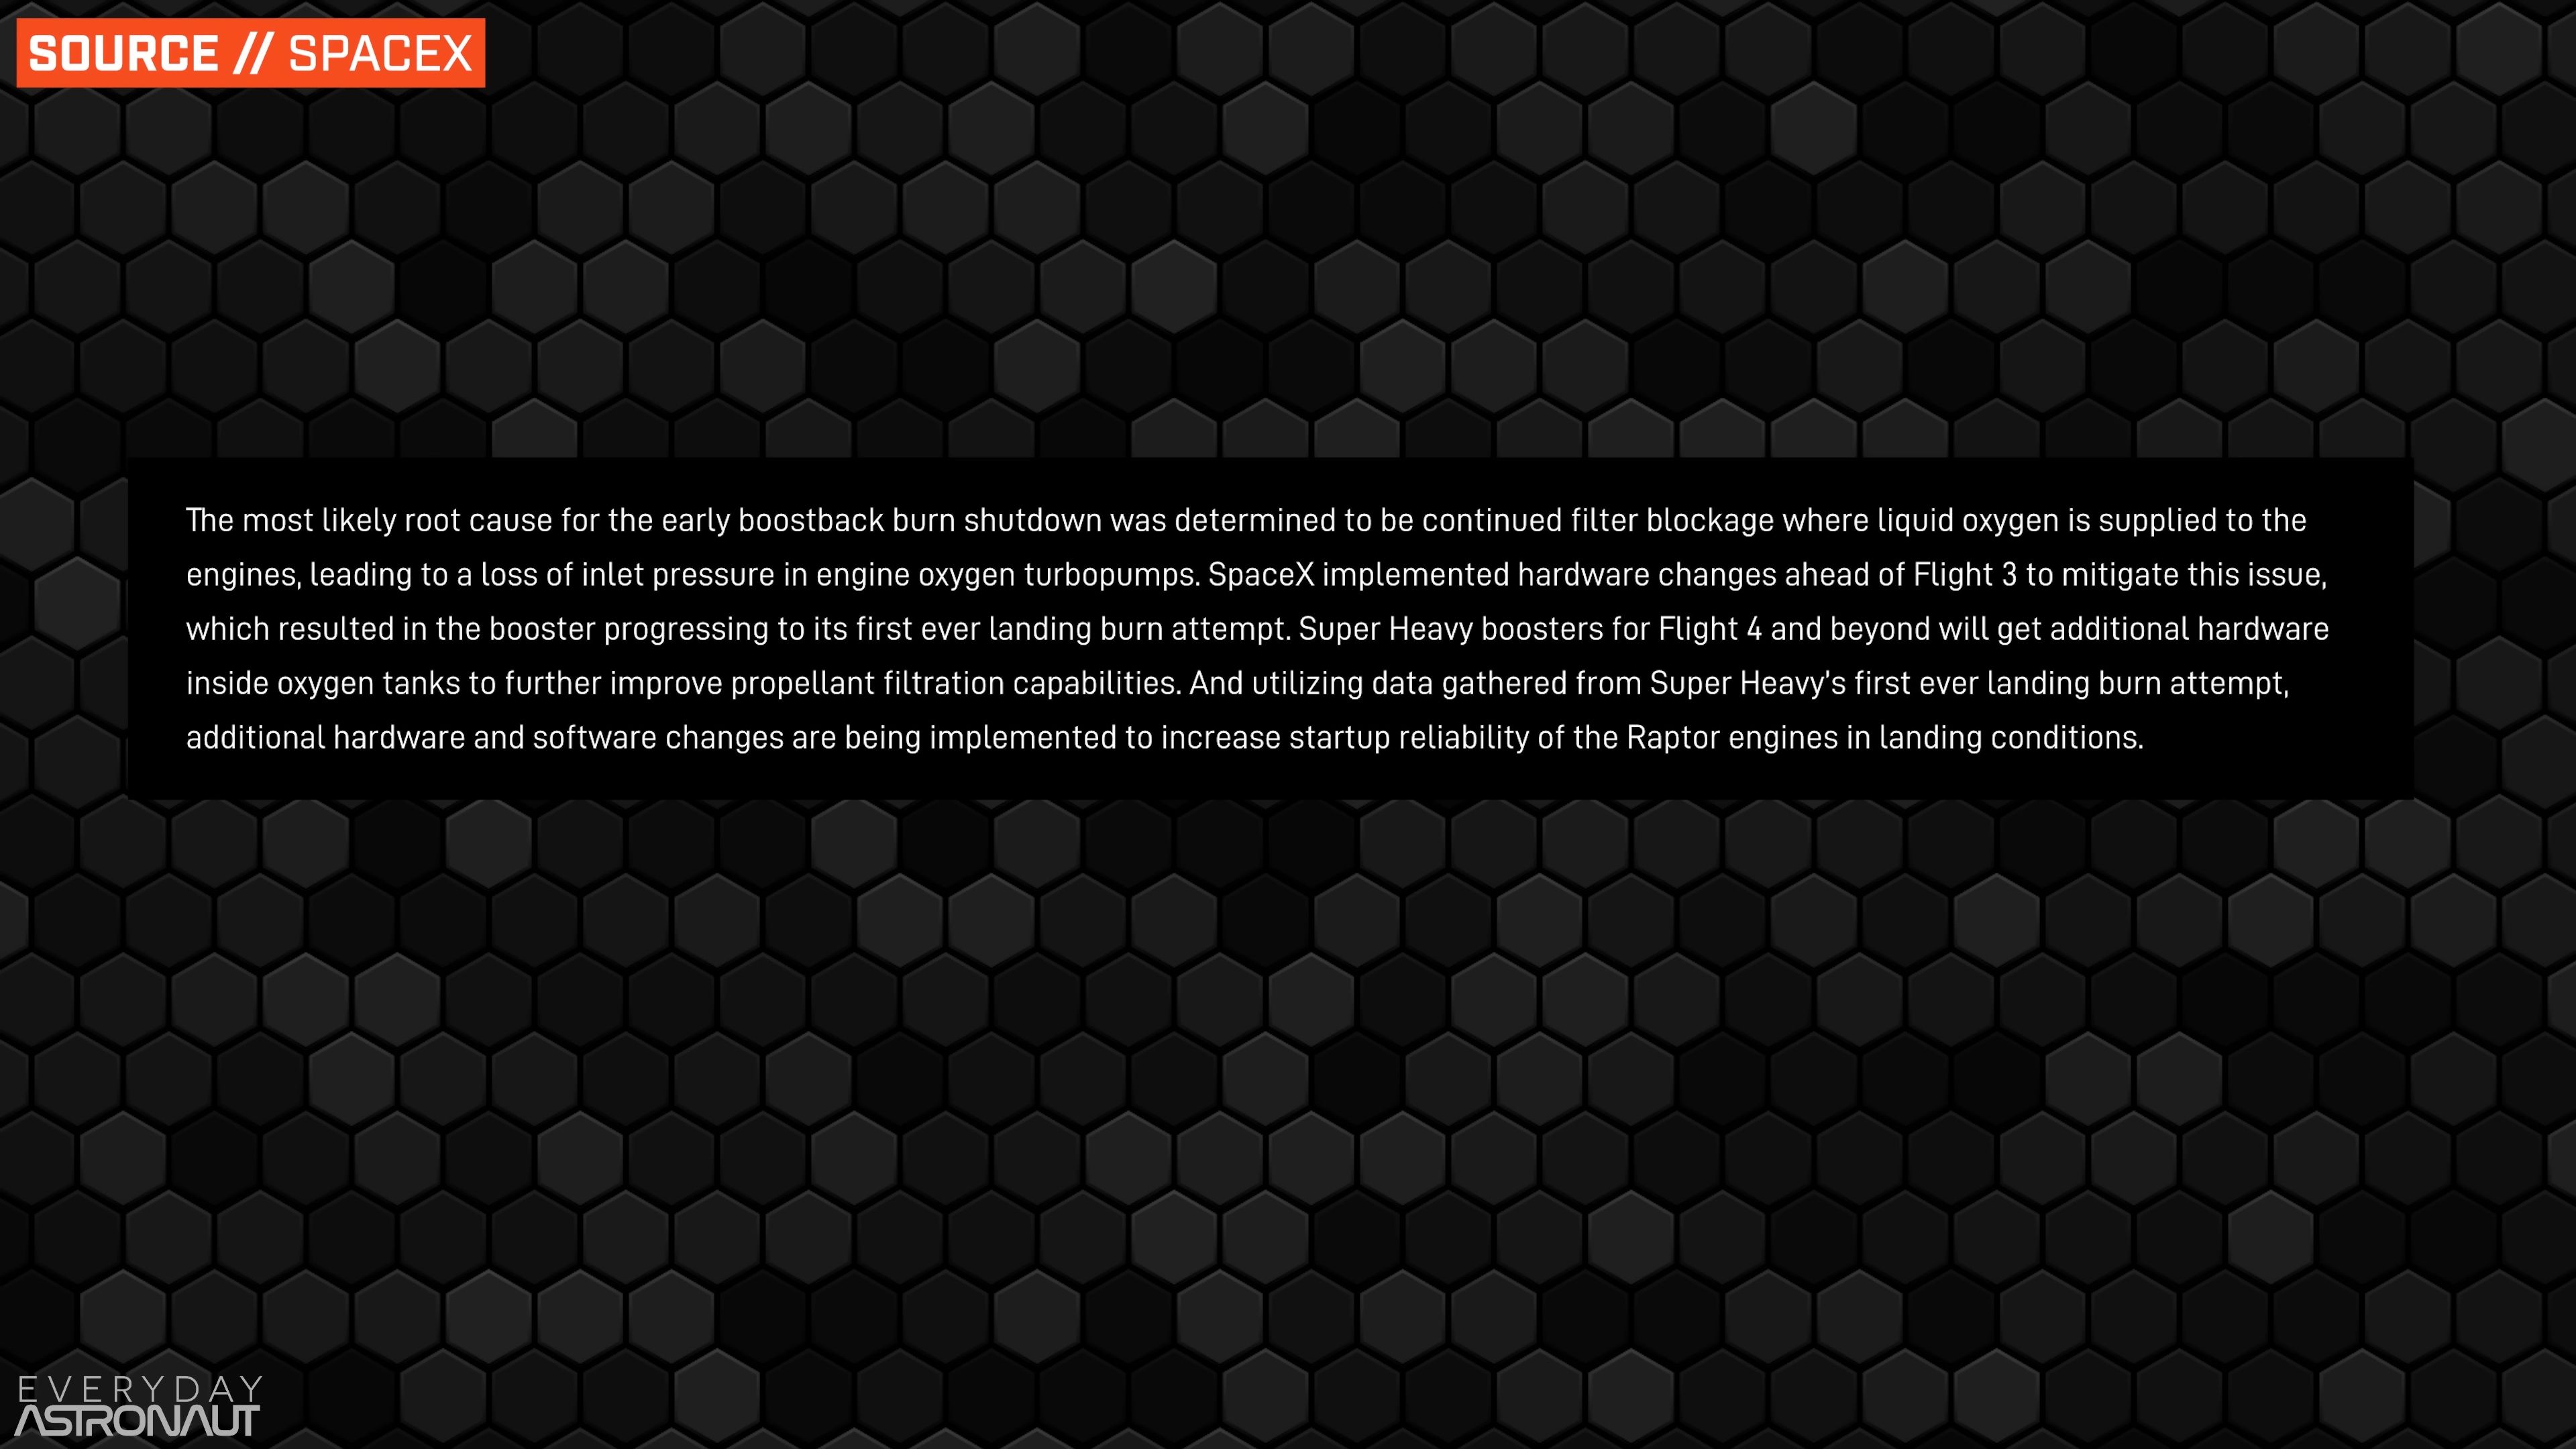 SOURCE // SPACEX
The most likely root cause for the early boostback burn shutdown was determined to be continued filter blockage where liquid oxygen is supplied to the
engines, leading to a loss of inlet pressure in engine oxygen turbopumps. SpaceX implemented hardware changes ahead of Flight 3 to mitigate this issue,
which resulted in the booster progressing to its first ever landing burn attempt. Super Heavy boosters for Flight 4 and beyond will get additional hardware
inside oxygen tanks to further improve propellant filtration capabilities. And utilizing data gathered from Super Heavy's first ever landing burn attempt,
additional hardware and software changes are being implemented to increase startup reliability of the Raptor engines in landing conditions.
EVERYDAY
ASTRONAUT